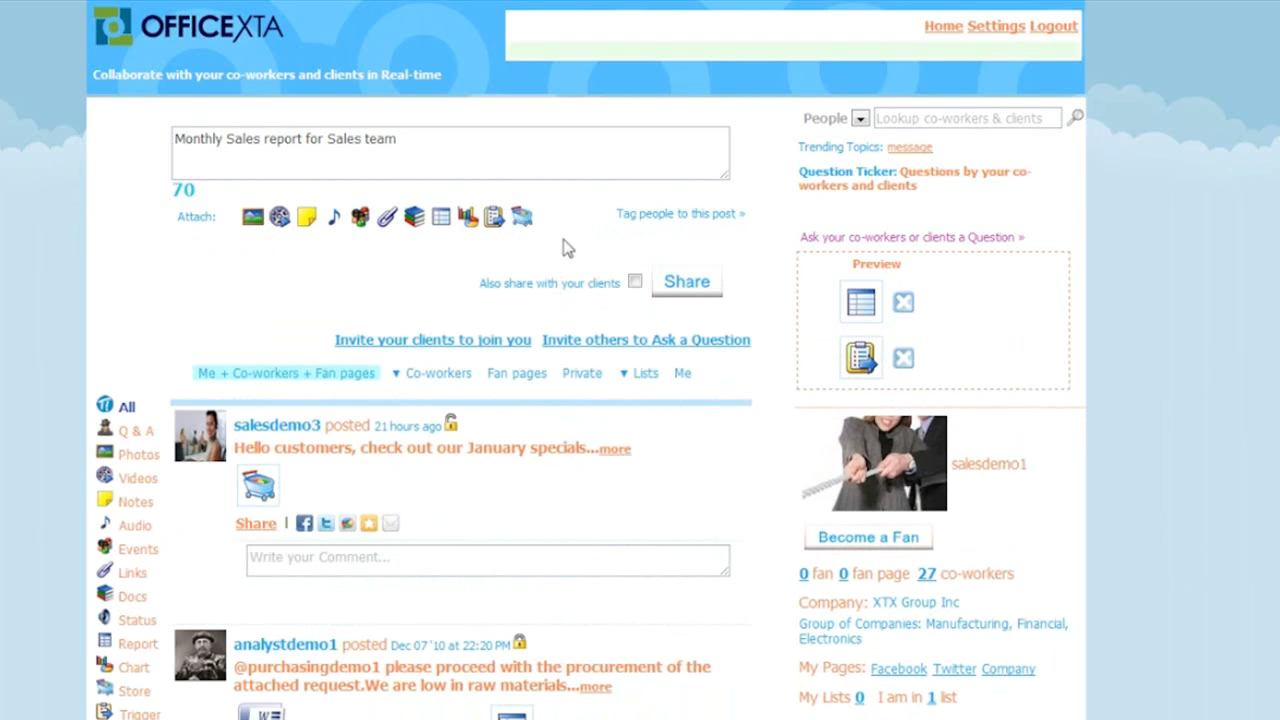 OFFICEXTA
Home Settings Logout
Collaborate with your co-workers and clients in Real-time
People Lookup co-workers & clients
Monthly Sales report for Sales team
Trending Topics: message
Question Ticker: Questions by your co-
workers and clients
70
Attach:
Tag people to this post »
Ask your co-workers or clients a Question »
Preview
Also share with your clients Share
Invite your clients to join you Invite others to Ask a Question
Me + Co-workers + Fan pages ▼ Co-workers Fan pages Private ▼ Lists Me
All
Q & A
Photos
Videos
Notes
Audio
Events
Links
Docs
Status
Report
Chart
Store
Trigger
salesdemo3 posted 21 hours ago
Hello customers, check out our January specials...more
Share |
Write your Comment...
analystdemo1 posted Dec 07 '10 at 22:20 PM
@purchasingdemo1 please proceed with the procurement of the
attached request.We are low in raw materials...more
W
salesdemo1
Become a Fan
0 fan 0 fan page 27 co-workers
Company: XTX Group Inc
Group of Companies: Manufacturing, Financial,
Electronics
My Pages: Facebook Twitter Company
My Lists 0 I am in 1 list